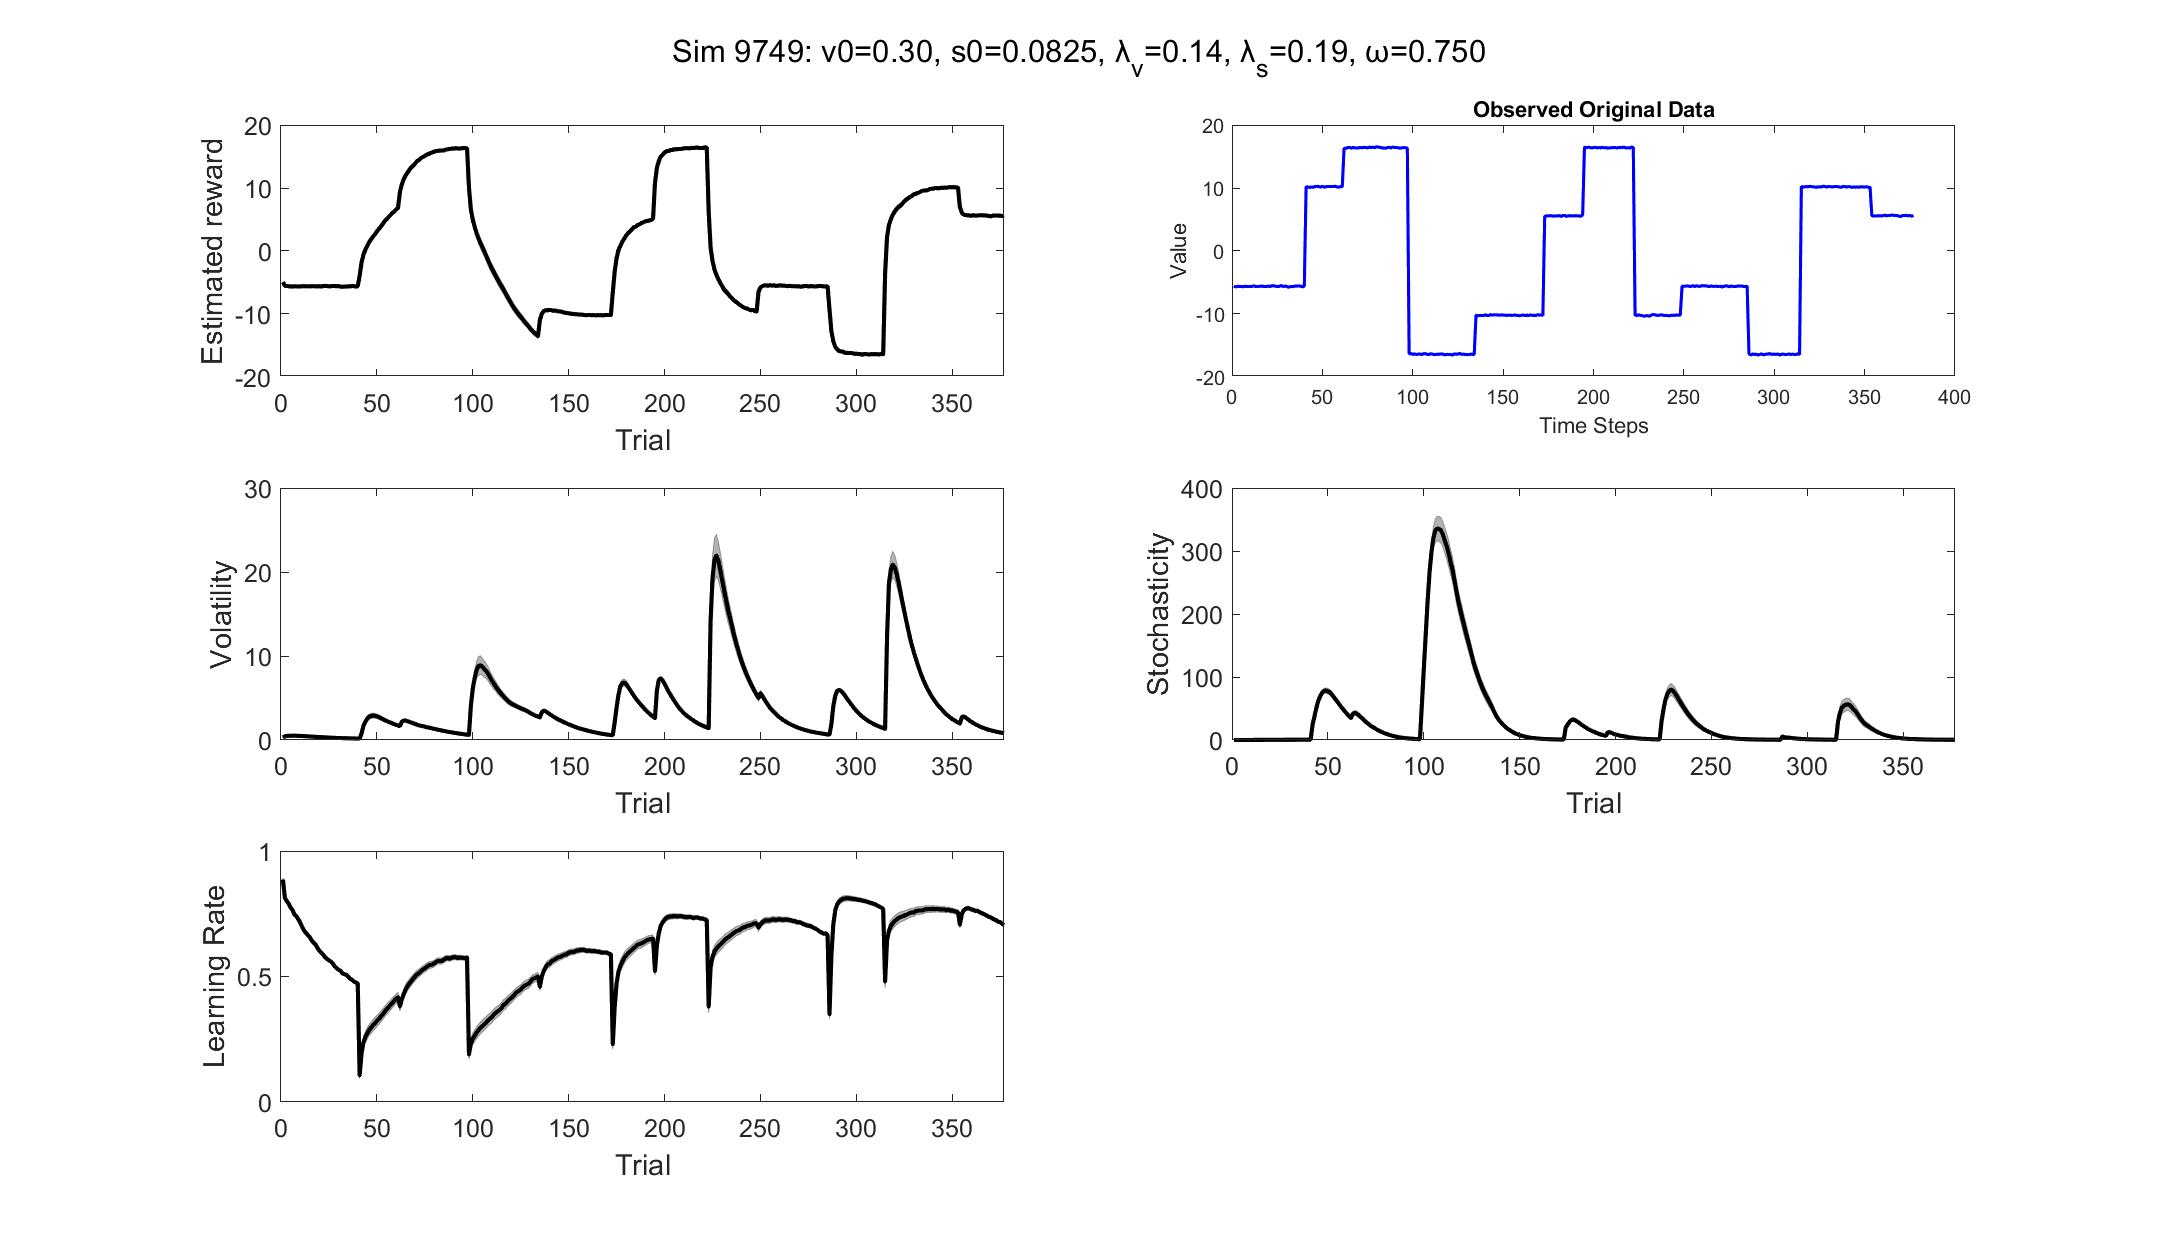 Sim 9749: v0=0.30, s0=0.0825, λ_v=0.14, λ_s=0.19, ω=0.750
20
10
0
-10
-20
Estimated reward
0 50 100 150 200 250 300 350
Trial
Observed Original Data
20
10
0
-10
-20
Value
0 50 100 150 200 250 300 350 400
Time Steps
30
20
10
0
Volatility
0 50 100 150 200 250 300 350
Trial
400
300
200
100
0
Stochasticity
0 50 100 150 200 250 300 350
Trial
1
0.5
0
Learning Rate
0 50 100 150 200 250 300 350
Trial